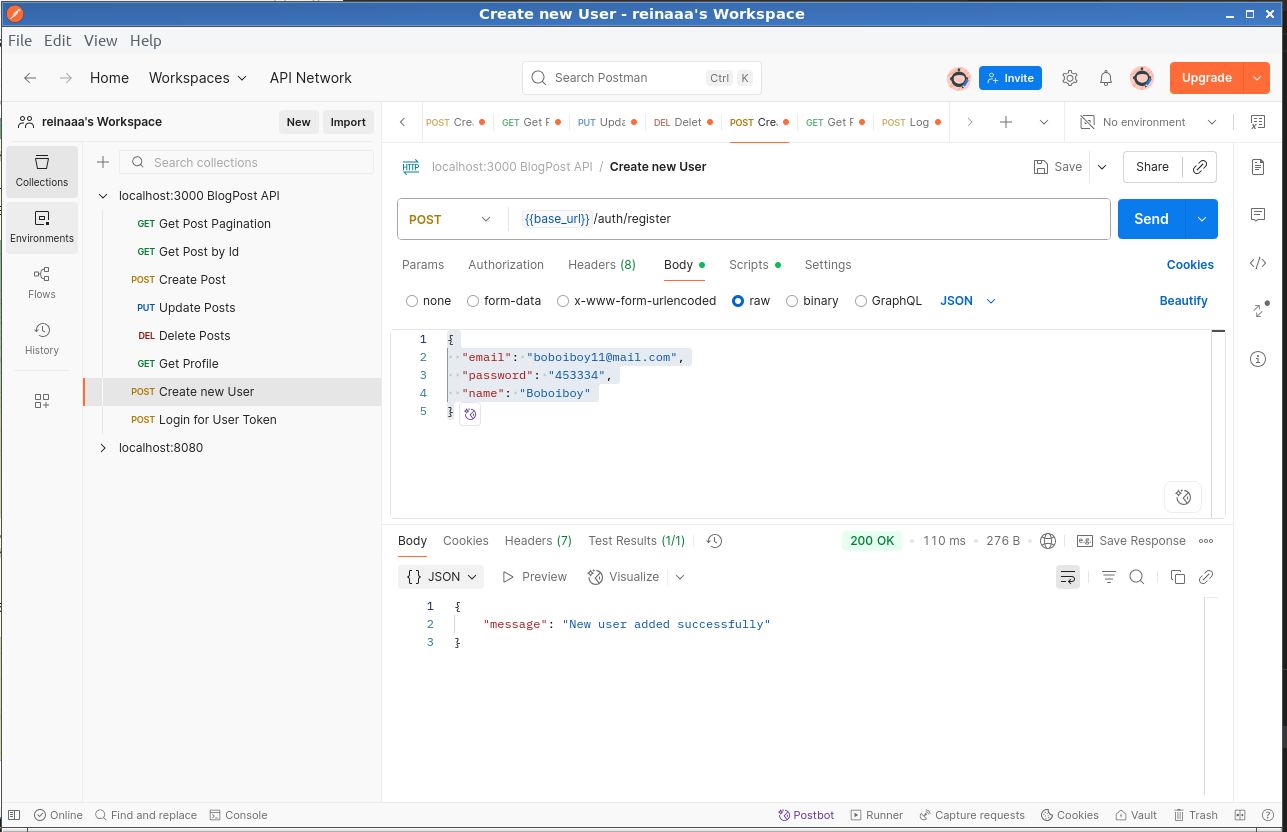 Create new User - reinaaa's Workspace
File Edit View Help
Home Workspaces API Network Search Postman Ctrl K Invite Upgrade
reinaaa's Workspace New Import
POST Cre. GET Get F PUT Upda DEL Delet POST Cre. GET Get F POST Log No environment
Collections
Environments
Flows
History
Search collections
localhost:3000 BlogPost API
GET Get Post Pagination
GET Get Post by Id
POST Create Post
PUT Update Posts
DEL Delete Posts
GET Get Profile
POST Create new User
POST Login for User Token
localhost:8080
HTTP localhost:3000 BlogPost API / Create new User Save Share
POST {{base_url}} /auth/register Send
Params Authorization Headers (8) Body Scripts Settings Cookies
none form-data x-www-form-urlencoded raw binary GraphQL JSON Beautify
1 {
2 "email": "boboiboy11@mail.com",
3 "password": "453334",
4 "name": "Boboiboy"
5 }
Body Cookies Headers (7) Test Results (1/1) 200 OK 110 ms 276 B e.g. Save Response
{} JSON Preview Visualize
1 {
2 "message": "New user added successfully"
3 }
Online Find and replace Console Postbot Runner Capture requests Cookies Vault Trash